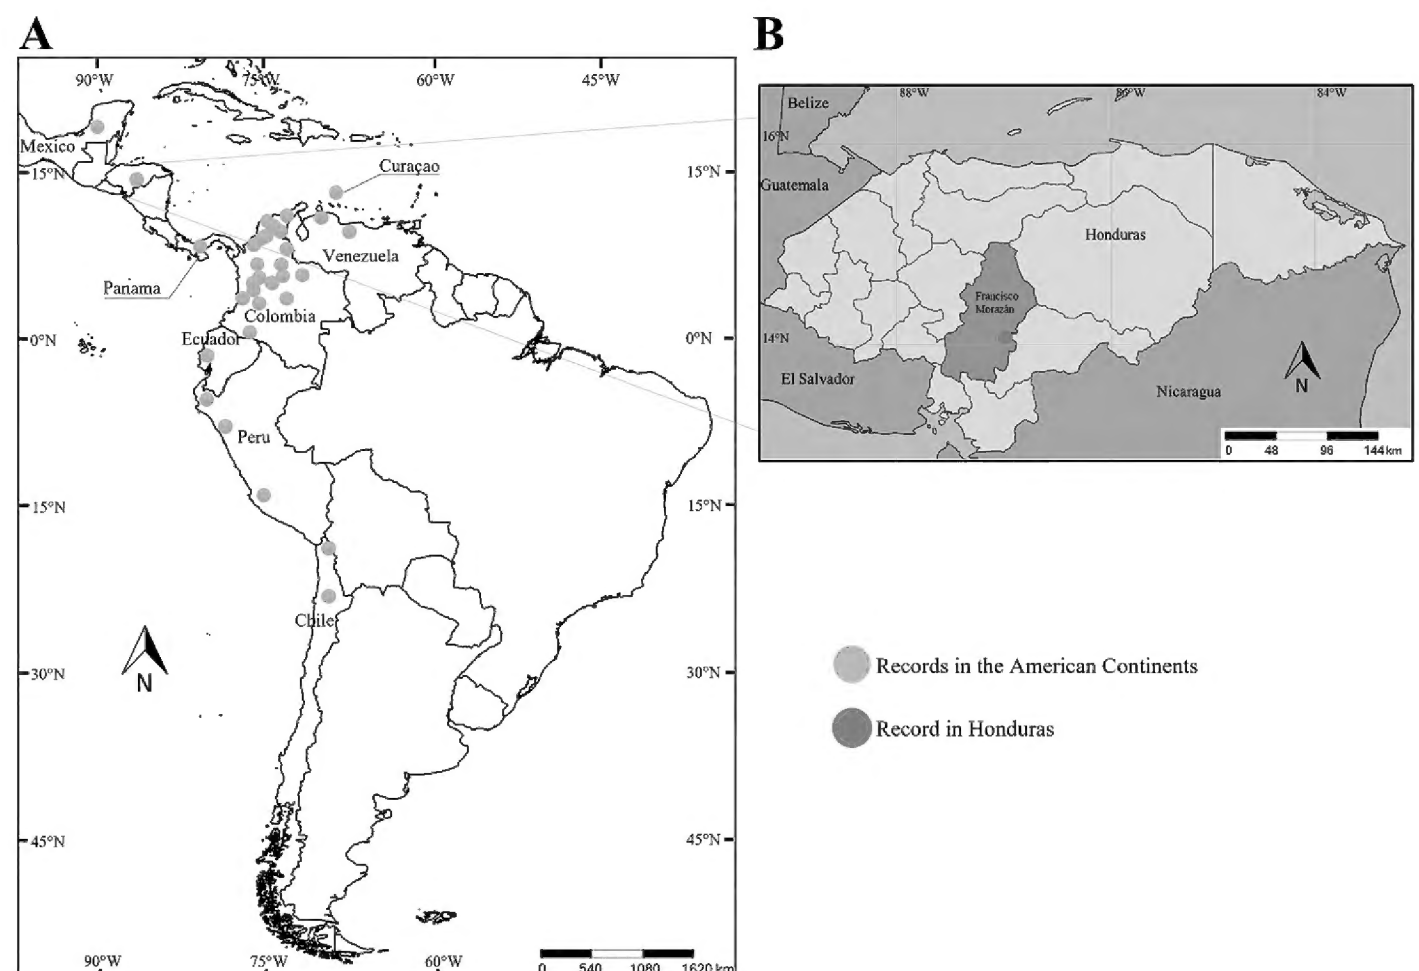 A
90°W 75°W 60°W 45°W
Mexico
15°N
15°N
Curaçao
Venezuela
Panama
Colombia
0°N
Ecuador
0°N
Peru
15°N
15°N
Chile
N
30°N
30°N
45°N
45°N
90°W 75°W 60°W
0 540 1080 1620 km
B
88°W 86°W 84°W
Belize
16°N
Guatemala
Honduras
Francisco
Morazán
14°N
El Salvador
Nicaragua
N
0 48 96 144 km
Records in the American Continents
Record in Honduras